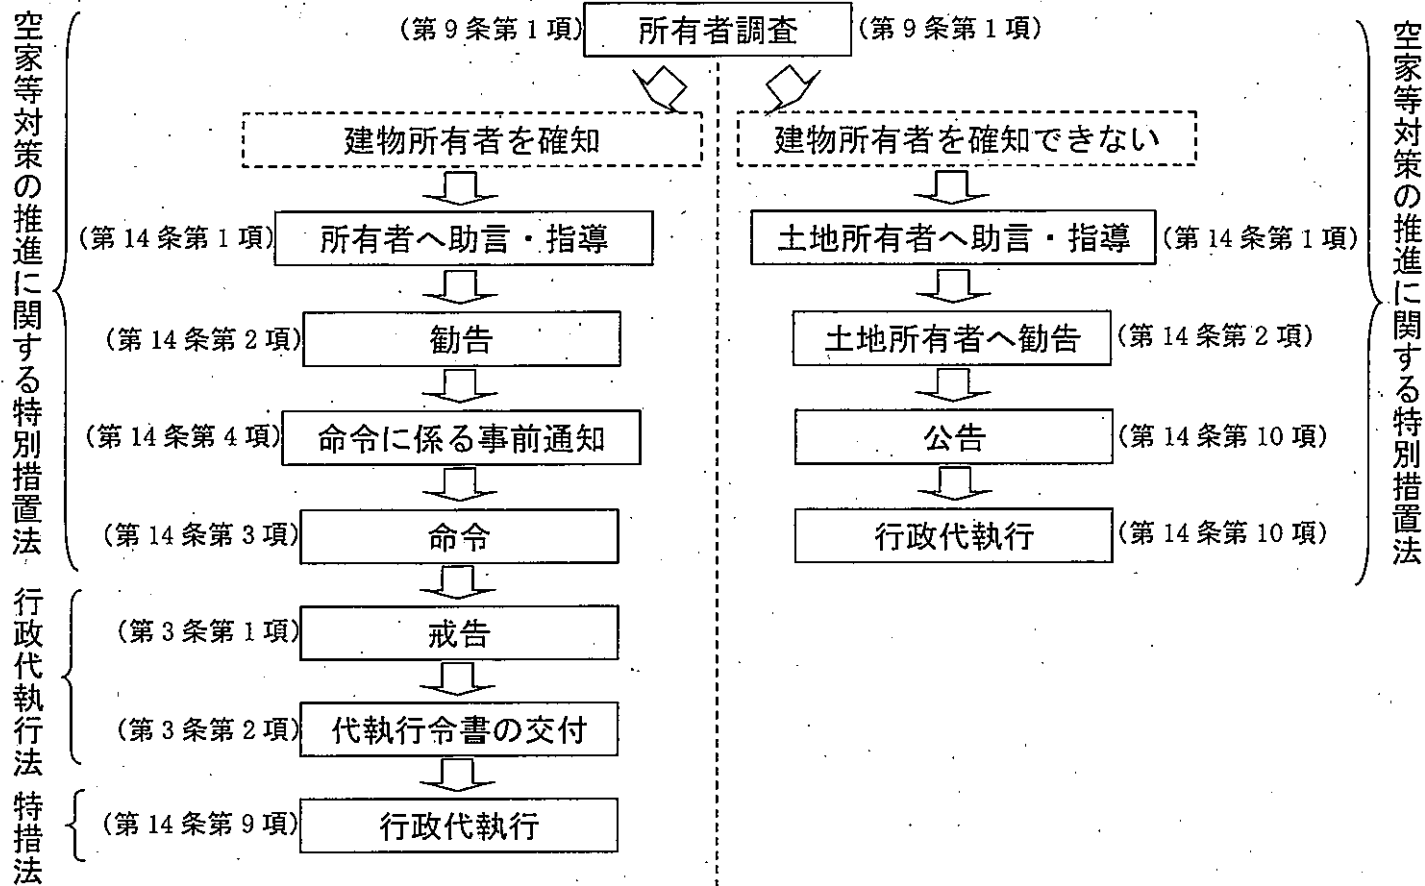 (第9条第1項) 所有者調査 (第9条第1項)
空家等対策の推進に関する特別措置法
建物所有者を確知
(第14条第1項) 所有者へ助言・指導
(第14条第2項) 勧告
(第14条第4項) 命令に係る事前通知
(第14条第3項) 命令
行政代執行法
(第3条第1項) 戒告
(第3条第2項) 代執行令書の交付
特措法
(第14条第9項) 行政代執行
建物所有者を確知できない
土地所有者へ助言・指導 (第14条第1項)
土地所有者へ勧告 (第14条第2項)
公告 (第14条第10項)
行政代執行 (第14条第10項)
空家等対策の推進に関する特別措置法